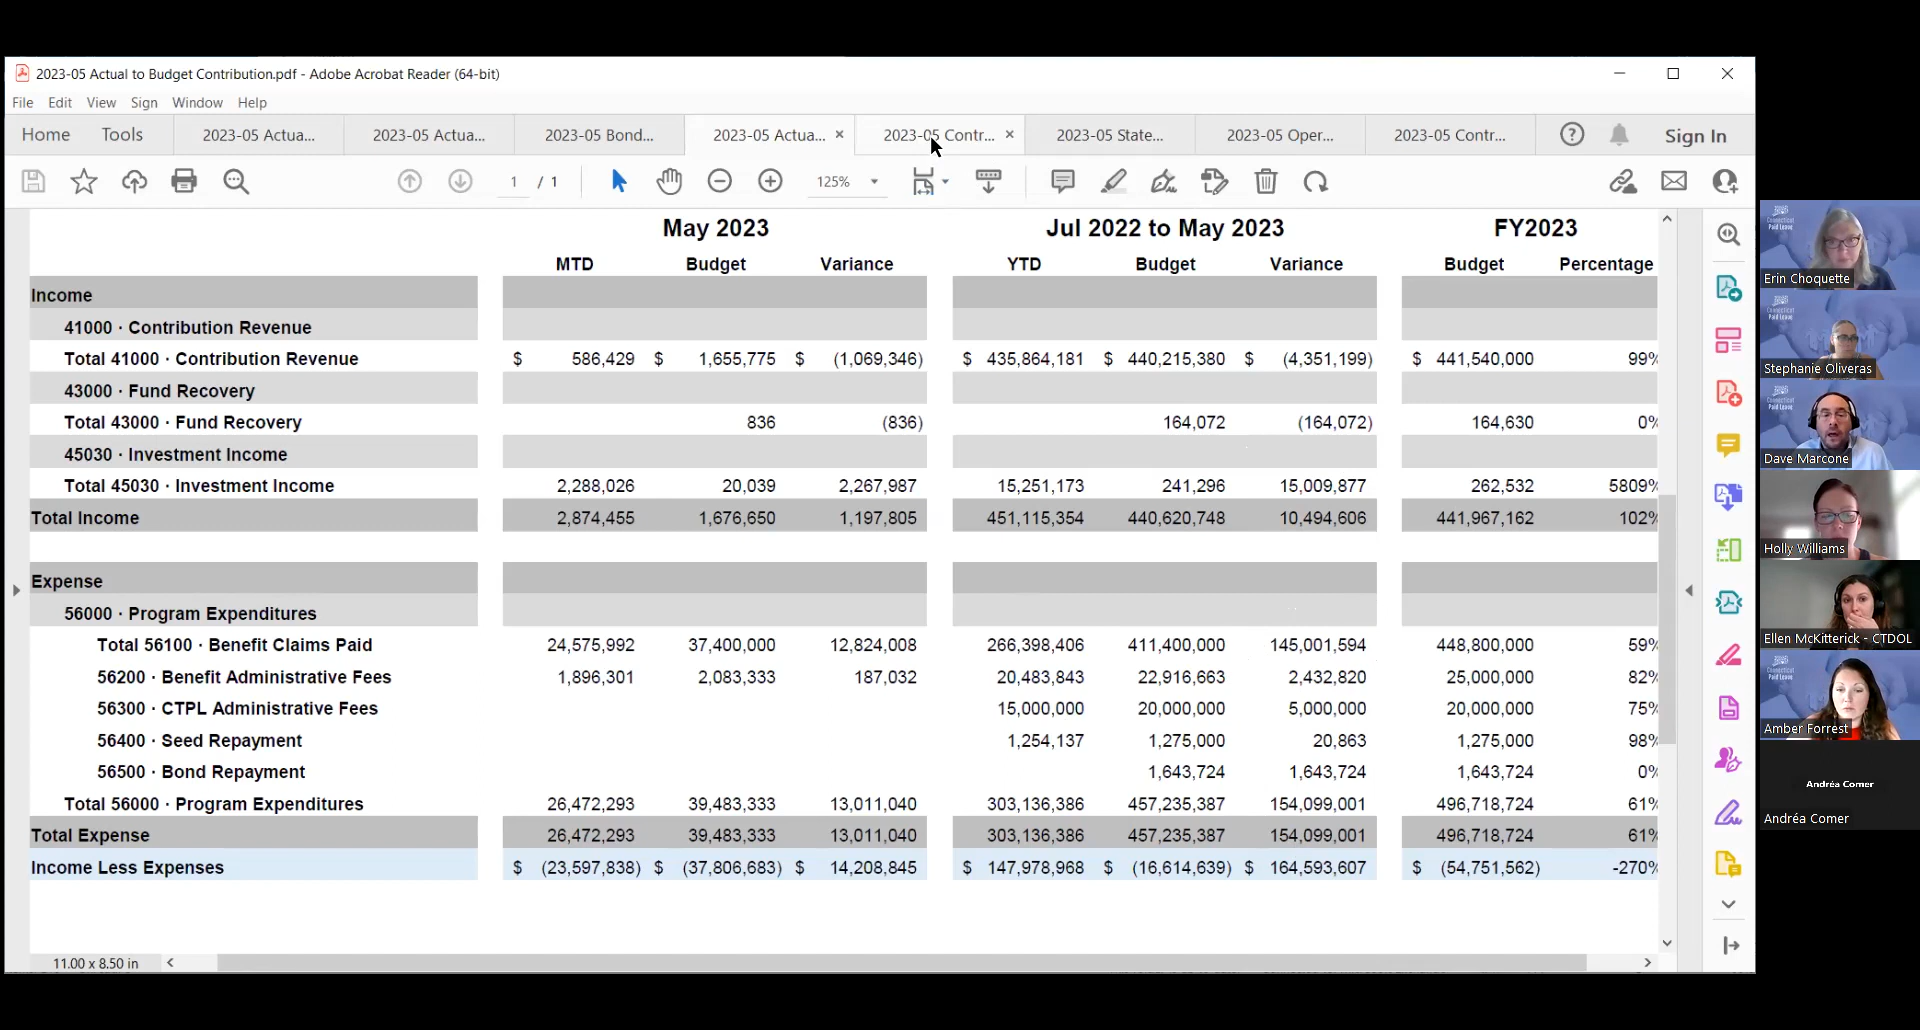 2023-05 Actual to Budget Contribution.pdf - Adobe Acrobat Reader (64-bit)
File Edit View Sign Window Help
Home Tools 2023-05 Actua... 2023-05 Actua... 2023-05 Bond... 2023-05 Actua... × 2023-05 Contr... × 2023-05 State... 2023-05 Oper... 2023-05 Contr... Sign In
1 / 1 125%
May 2023 Jul 2022 to May 2023 FY2023
MTD Budget Variance YTD Budget Variance Budget Percentage
Income
41000 · Contribution Revenue
Total 41000 · Contribution Revenue $ 586,429 $ 1,655,775 $ (1,069,346) $ 435,864,181 $ 440,215,380 $ (4,351,199) $ 441,540,000 99%
43000 · Fund Recovery
Total 43000 · Fund Recovery 836 (836) 164,072 (164,072) 164,630 0%
45030 · Investment Income
Total 45030 · Investment Income 2,288,026 20,039 2,267,987 15,251,173 241,296 15,009,877 262,532 5809%
Total Income 2,874,455 1,676,650 1,197,805 451,115,354 440,620,748 10,494,606 441,967,162 102%
Expense
56000 · Program Expenditures
Total 56100 · Benefit Claims Paid 24,575,992 37,400,000 12,824,008 266,398,406 411,400,000 145,001,594 448,800,000 59%
56200 · Benefit Administrative Fees 1,896,301 2,083,333 187,032 20,483,843 22,916,663 2,432,820 25,000,000 82%
56300 · CTPL Administrative Fees 15,000,000 20,000,000 5,000,000 20,000,000 75%
56400 · Seed Repayment 1,254,137 1,275,000 20,863 1,275,000 98%
56500 · Bond Repayment 1,643,724 1,643,724 1,643,724 0%
Total 56000 · Program Expenditures 26,472,293 39,483,333 13,011,040 303,136,386 457,235,387 154,099,001 496,718,724 61%
Total Expense 26,472,293 39,483,333 13,011,040 303,136,386 457,235,387 154,099,001 496,718,724 61%
Income Less Expenses $ (23,597,838) $ (37,806,683) $ 14,208,845 $ 147,978,968 $ (16,614,639) $ 164,593,607 $ (54,751,562) -270%
11.00 x 8.50 in
Connecticut
Paid Leave
Erin Choquette
Connecticut
Paid Leave
Stephanie Oliveras
Connecticut
Paid Leave
Dave Marcone
Holly Williams
Ellen McKitterick - CTDOL
Connecticut
Paid Leave
Amber Forrest
Andréa Comer
Andréa Comer